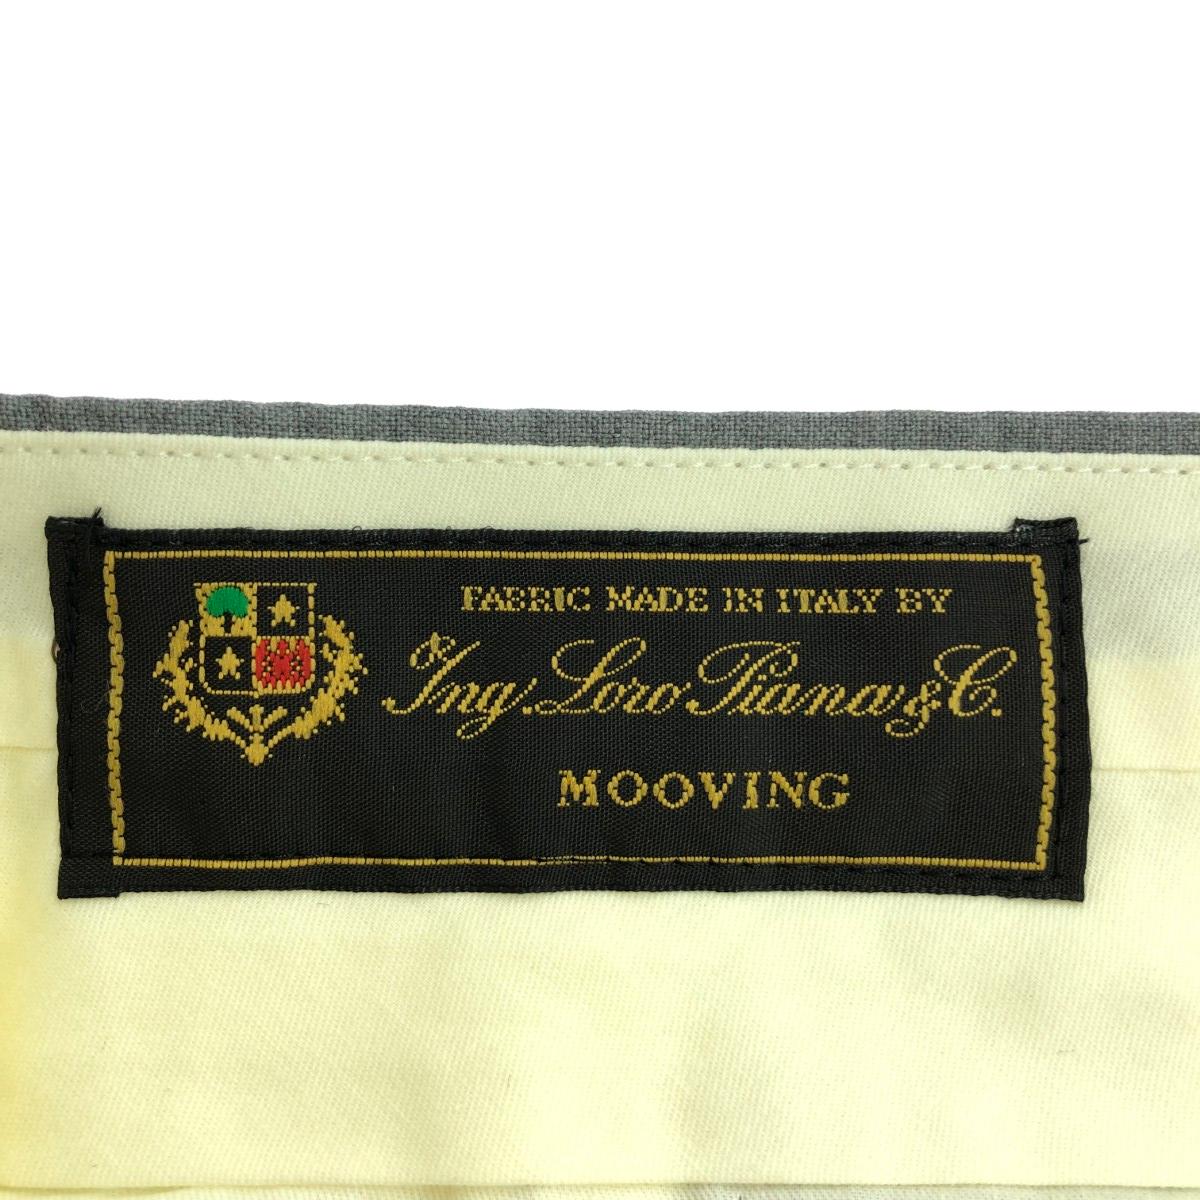 FABRIC MADE IN ITALY BY
Ing. Loro Piana & C.
MOOVING